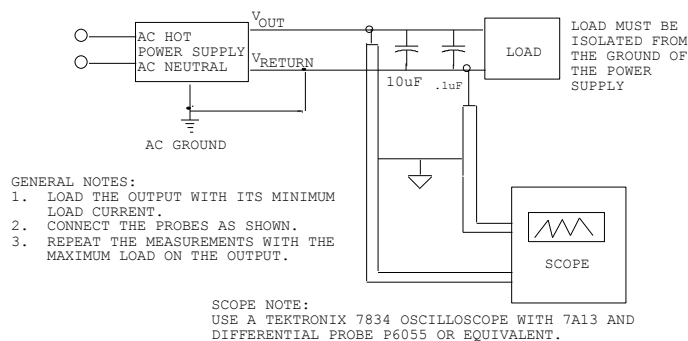 VOUT
AC HOT
POWER SUPPLY
AC NEUTRAL
VRETURN
10uF
.1uF
LOAD
LOAD MUST BE
ISOLATED FROM
THE GROUND OF
THE POWER
SUPPLY
AC GROUND
GENERAL NOTES:
1. LOAD THE OUTPUT WITH ITS MINIMUM
LOAD CURRENT.
2. CONNECT THE PROBES AS SHOWN.
3. REPEAT THE MEASUREMENTS WITH THE
MAXIMUM LOAD ON THE OUTPUT.
SCOPE
SCOPE NOTE:
USE A TEKTRONIX 7834 OSCILLOSCOPE WITH 7A13 AND
DIFFERENTIAL PROBE P6055 OR EQUIVALENT.